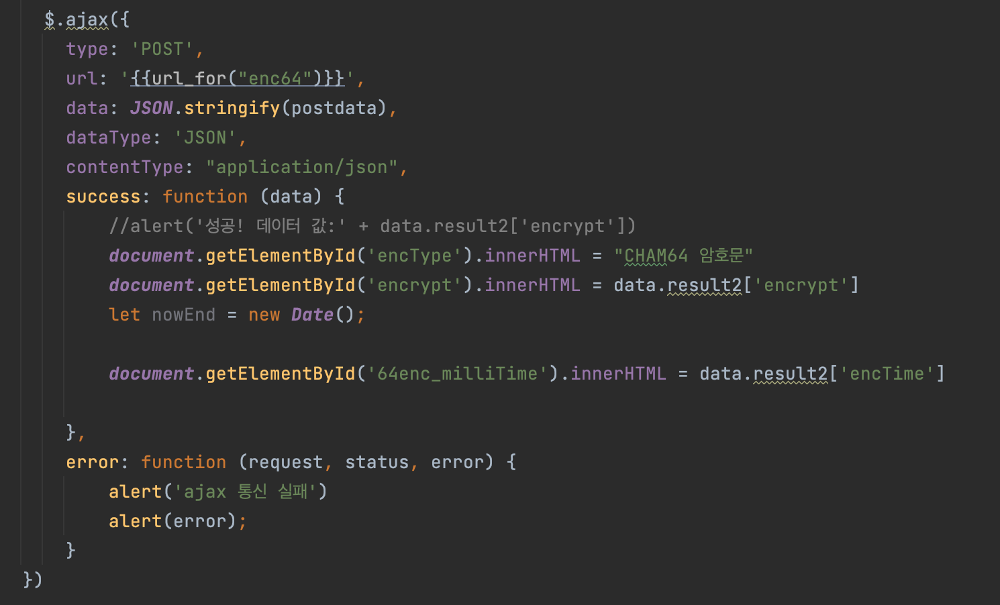 $.ajax({
type: 'POST',
url: '{{url_for("enc64")}}',
data: JSON.stringify(postdata),
dataType: 'JSON',
contentType: "application/json",
success: function (data) {
//alert('성공! 데이터 값:' + data.result2['encrypt'])
document.getElementById('encType').innerHTML = "CHAM64 암호문"
document.getElementById('encrypt').innerHTML = data.result2['encrypt']
let nowEnd = new Date();
document.getElementById('64enc_milliTime').innerHTML = data.result2['encTime']
},
error: function (request, status, error) {
alert('ajax 통신 실패')
alert(error);
}
})